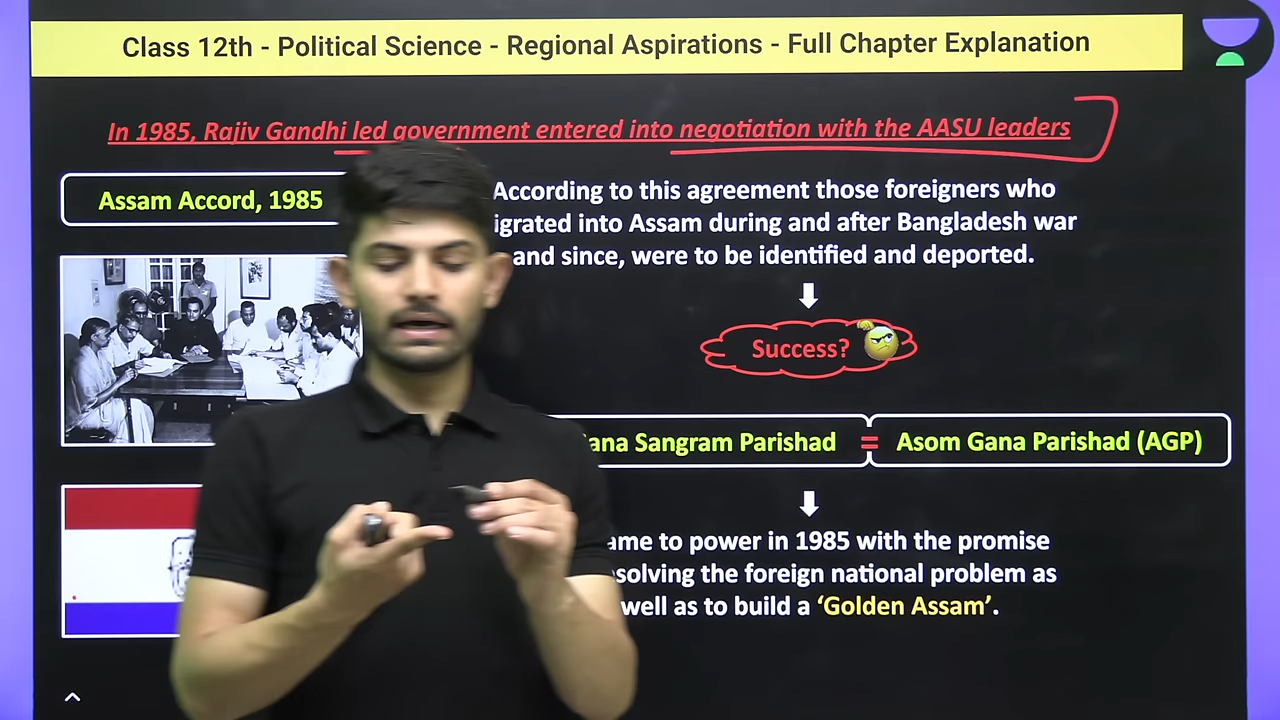 Class 12th - Political Science - Regional Aspirations - Full Chapter Explanation
In 1985, Rajiv Gandhi led government entered into negotiation with the AASU leaders
Assam Accord, 1985
According to this agreement those foreigners who
igrated into Assam during and after Bangladesh war
and since, were to be identified and deported.
Success?
ana Sangram Parishad = Asom Gana Parishad (AGP)
ame to power in 1985 with the promise
solving the foreign national problem as
well as to build a ‘Golden Assam’.